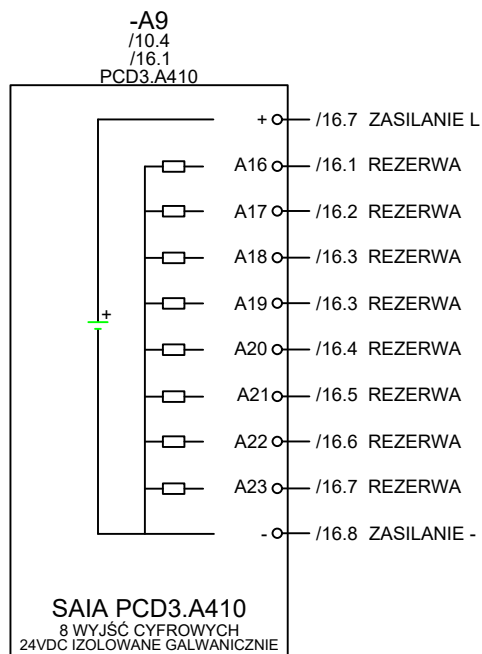 -A9
/10.4
/16.1
PCD3.A410
+ /16.7 ZASILANIE L
A16 /16.1 REZERWA
A17 /16.2 REZERWA
A18 /16.3 REZERWA
A19 /16.3 REZERWA
+
A20 /16.4 REZERWA
A21 /16.5 REZERWA
A22 /16.6 REZERWA
A23 /16.7 REZERWA
- /16.8 ZASILANIE -
SAIA PCD3.A410
8 WYJŚĆ CYFROWYCH
24VDC IZOLOWANE GALWANICZNIE